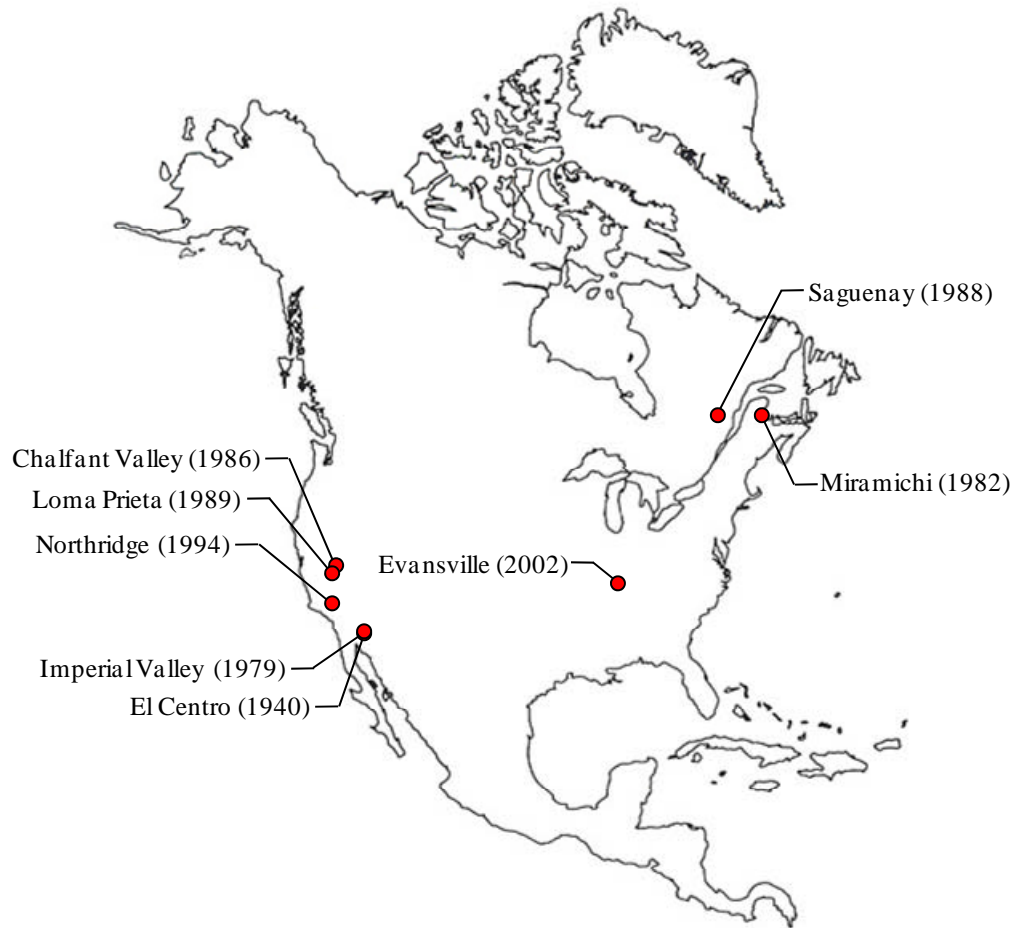 Saguenay (1988)
Chalfant Valley (1986)
Miramichi (1982)
Loma Prieta (1989)
Northridge (1994)
Evansville (2002)
Imperial Valley (1979)
El Centro (1940)